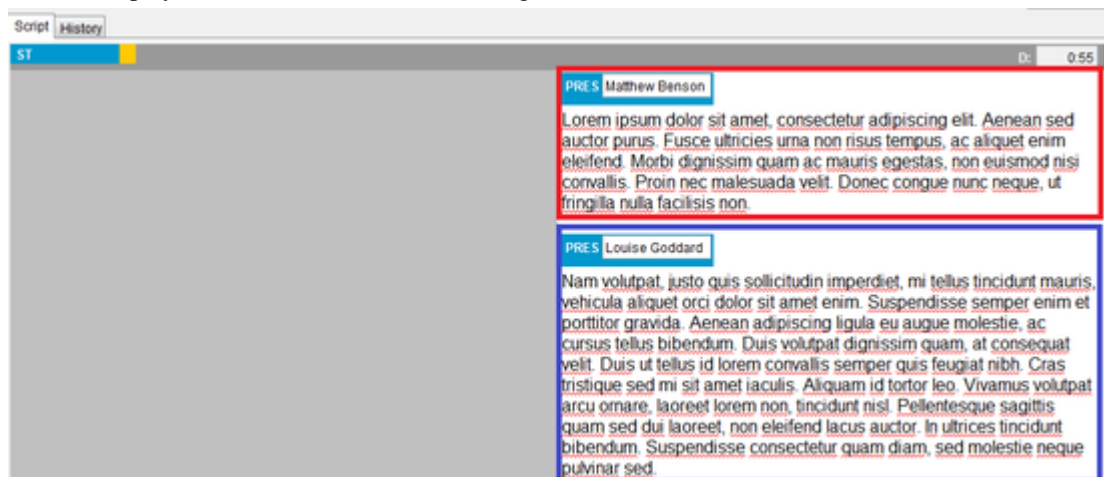 Script History
ST D: 0:55
PRES Matthew Benson
Lorem ipsum dolor sit amet, consectetur adipiscing elit. Aenean sed
auctor purus. Fusce ultricies urna non risus tempus, ac aliquet enim
eleifend. Morbi dignissim quam ac mauris egestas, non euismod nisi
convallis. Proin nec malesuada velit. Donec congue nunc neque, ut
fringilla nulla facilisis non.
PRES Louise Goddard
Nam volutpat, justo quis sollicitudin imperdiet, mi tellus tincidunt mauris,
vehicula aliquet orci dolor sit amet enim. Suspendisse semper enim et
porttitor gravida. Aenean adipiscing ligula eu augue molestie, ac
cursus tellus bibendum. Duis volutpat dignissim quam, at consequat
velit. Duis ut tellus id lorem convallis semper quis feugiat nibh. Cras
tristique sed mi sit amet iaculis. Aliquam id tortor leo. Vivamus volutpat
arcu ornare, laoreet lorem non, tincidunt nisl. Pellentesque sagittis
quam sed dui laoreet, non eleifend lacus auctor. In ultrices tincidunt
bibendum. Suspendisse consectetur quam diam, sed molestie neque
pulvinar sed.